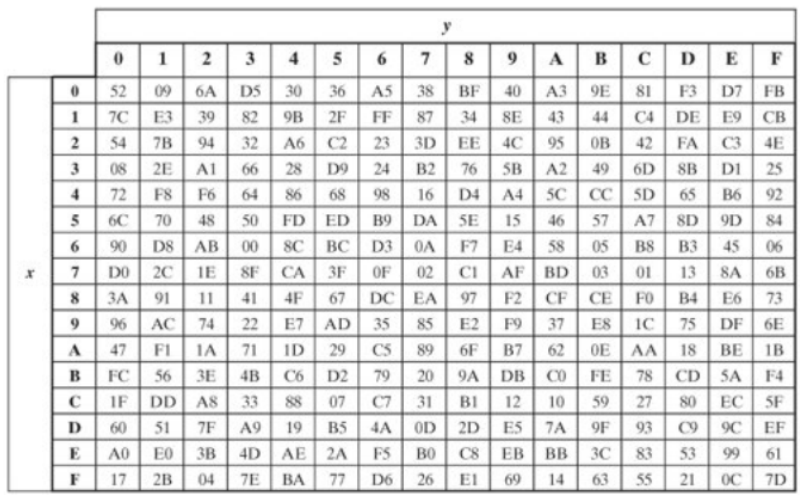 y
0 1 2 3 4 5 6 7 8 9 A B C D E F
0 52 09 6A D5 30 36 A5 38 BF 40 A3 9E 81 F3 D7 FB
1 7C E3 39 82 9B 2F FF 87 34 8E 43 44 C4 DE E9 CB
2 54 7B 94 32 A6 C2 23 3D EE 4C 95 0B 42 FA C3 4E
3 08 2E A1 66 28 D9 24 B2 76 5B A2 49 6D 8B D1 25
4 72 F8 F6 64 86 68 98 16 D4 A4 5C CC 5D 65 B6 92
5 6C 70 48 50 FD ED B9 DA 5E 15 46 57 A7 8D 9D 84
6 90 D8 AB 00 8C BC D3 0A F7 E4 58 05 B8 B3 45 06
x 7 D0 2C 1E 8F CA 3F 0F 02 C1 AF BD 03 01 13 8A 6B
8 3A 91 11 41 4F 67 DC EA 97 F2 CF CE F0 B4 E6 73
9 96 AC 74 22 E7 AD 35 85 E2 F9 37 E8 1C 75 DF 6E
A 47 F1 1A 71 1D 29 C5 89 6F B7 62 0E AA 18 BE 1B
B FC 56 3E 4B C6 D2 79 20 9A DB C0 FE 78 CD 5A F4
C 1F DD A8 33 88 07 C7 31 B1 12 10 59 27 80 EC 5F
D 60 51 7F A9 19 B5 4A 0D 2D E5 7A 9F 93 C9 9C EF
E A0 E0 3B 4D AE 2A F5 B0 C8 EB BB 3C 83 53 99 61
F 17 2B 04 7E BA 77 D6 26 E1 69 14 63 55 21 0C 7D